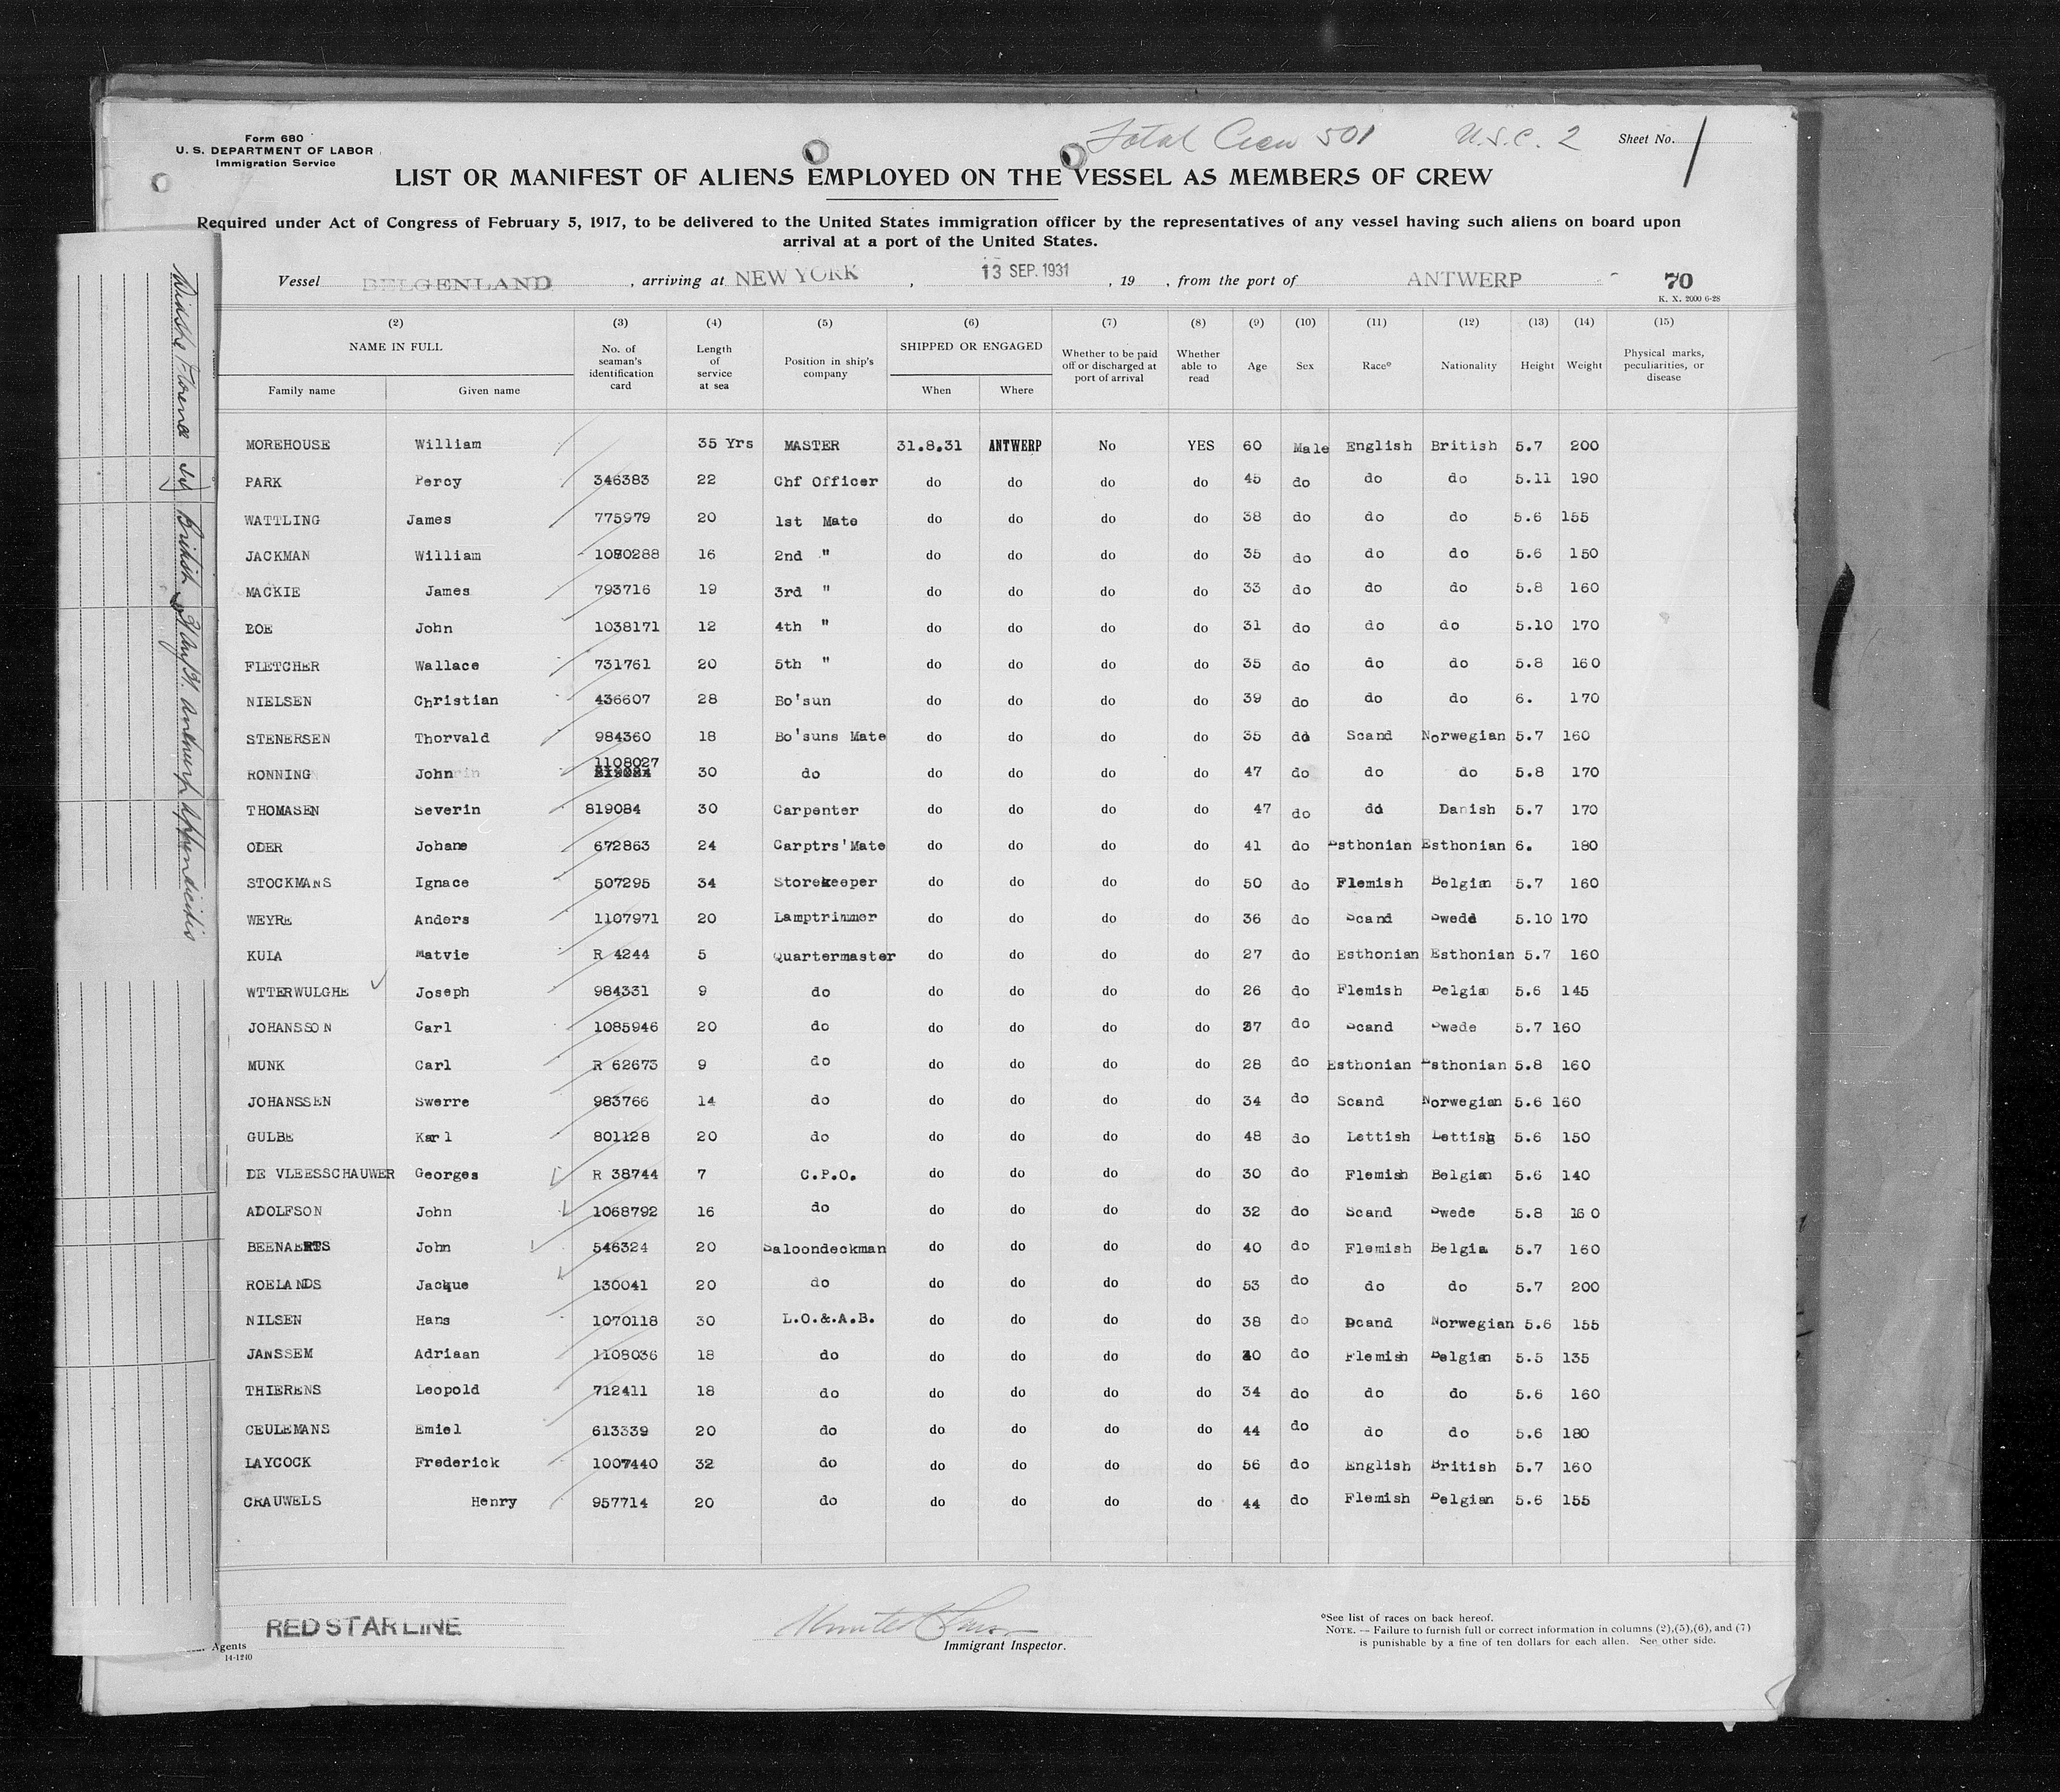 Form 680
U. S. DEPARTMENT OF LABOR
Immigration Service
Total Crew 501 U.S.C. 2 Sheet No. 1
LIST OR MANIFEST OF ALIENS EMPLOYED ON THE VESSEL AS MEMBERS OF CREW
Required under Act of Congress of February 5, 1917, to be delivered to the United States immigration officer by the representatives of any vessel having such aliens on board upon
arrival at a port of the United States.
Vessel BELGENLAND, arriving at NEW YORK, 13 SEP. 1931, 19 , from the port of ANTWERP 70
K. X. 2000 6-28
(2) (3) (4) (5) (6) (7) (8) (9) (10) (11) (12) (13) (14) (15)
NAME IN FULL No. of seaman's identification card Length of service at sea Position in ship's company SHIPPED OR ENGAGED Whether to be paid off or discharged at port of arrival Whether able to read Age Sex Race° Nationality Height Weight Physical marks, peculiarities, or disease
Family name Given name When Where
MOREHOUSE William 35 Yrs MASTER 31.8.31 ANTWERP No YES 60 Male English British 5.7 200
PARK Percy 346383 22 Chf Officer do do do do 45 do do do 5.11 190
WATTLING James 775979 20 1st Mate do do do do 38 do do do 5.6 155
JACKMAN William 1080288 16 2nd " do do do do 35 do do do 5.6 150
MACKIE James 793716 19 3rd " do do do do 33 do do do 5.8 160
BOE John 1038171 12 4th " do do do do 31 do do do 5.10 170
FLETCHER Wallace 731761 20 5th " do do do do 35 do do do 5.8 160
NIELSEN Christian 436607 28 Bo'sun do do do do 39 do do do 6. 170
STENERSEN Thorvald 984360 18 Bo'suns Mate do do do do 35 do Scand Norwegian 5.7 160
RONNING John 1108027 30 do do do do do 47 do do do 5.8 170
THOMASEN Severin 819084 30 Carpenter do do do do 47 do do Danish 5.7 170
ODER Johane 672863 24 Carptrs'Mate do do do do 41 do Esthonian Esthonian 6. 180
STOCKMANS Ignace 507295 34 Storekeeper do do do do 50 do Flemish Belgian 5.7 160
WEYRE Anders 1107971 20 Lamptrimmer do do do do 36 do Scand Swede 5.10 170
KULA Matvie R 4244 5 Quartermaster do do do do 27 do Esthonian Esthonian 5.7 160
WTTERWULGHE Joseph 984331 9 do do do do do 26 do Flemish Belgian 5.6 145
JOHANSSON Carl 1085946 20 do do do do do 37 do Scand Swede 5.7 160
MUNK Carl R 62673 9 do do do do do 28 do Esthonian Esthonian 5.8 160
JOHANSSEN Swerre 983766 14 do do do do do 34 do Scand Norwegian 5.6 160
GULBE Karl 801128 20 do do do do do 48 do Lettish Lettish 5.6 150
DE VLEESSCHAUWER Georges R 38744 7 C.P.O. do do do do 30 do Flemish Belgian 5.6 140
ADOLFSON John 1068792 16 do do do do do 32 do Scand Swede 5.8 160
BEENAERTS John 546324 20 Saloondeckman do do do do 40 do Flemish Belgia 5.7 160
ROELANDS Jacque 130041 20 do do do do do 53 do do do 5.7 200
NILSEN Hans 1070118 30 L.O.&.A.B. do do do do 38 do Scand Norwegian 5.6 155
JANSSEM Adriaan 1108036 18 do do do do do do Flemish Belgian 5.5 135
THIERENS Leopold 712411 18 do do do do do 34 do do do 5.6 160
CEULEMANS Emiel 613339 20 do do do do do 44 do do do 5.6 180
LAYCOCK Frederick 1007440 32 do do do do do 56 do English British 5.7 160
CRAUWELS Henry 957714 20 do do do do do 44 do Flemish Belgian 5.6 155
RED STAR LINE
Agents
14-1240
Immigrant Inspector.
°See list of races on back hereof.
NOTE. — Failure to furnish full or correct information in columns (2),(5),(6), and (7)
is punishable by a fine of ten dollars for each alien. See other side.
Florence British Antwerp Appendicitis